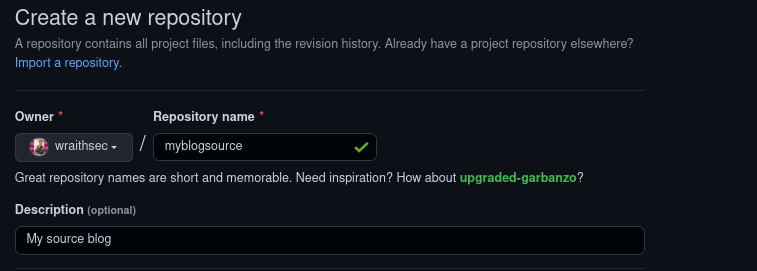 Create a new repository
A repository contains all project files, including the revision history. Already have a project repository elsewhere?
Import a repository.
Owner * Repository name *
wraithsec / myblogsource
Great repository names are short and memorable. Need inspiration? How about upgraded-garbanzo?
Description (optional)
My source blog